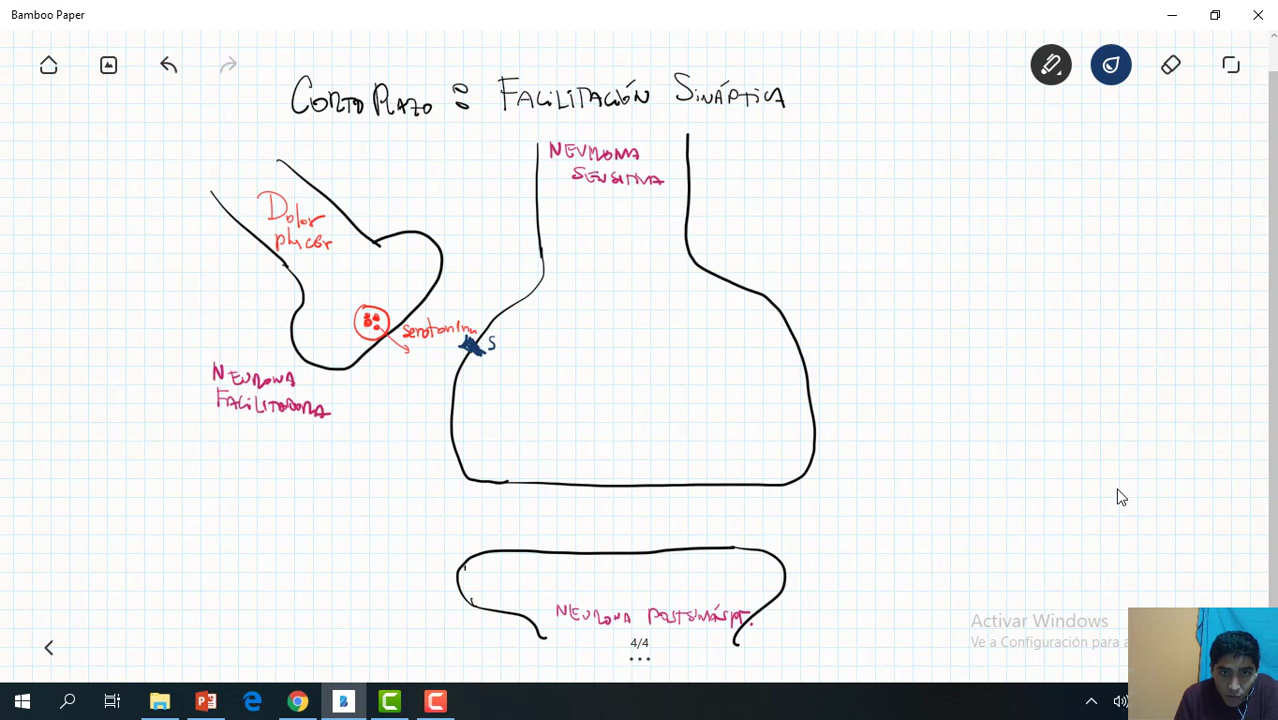 Bamboo Paper
CORTO PLAZO : FACILITACIÓN SINÁPTICA
NEURONA
SENSITIVA
Dolor
placer
serotonina
S
NEURONA
FACILITADORA
NEURONA POSTSINÁPT.
4/4
Activar Windows
Ve a Configuración para a